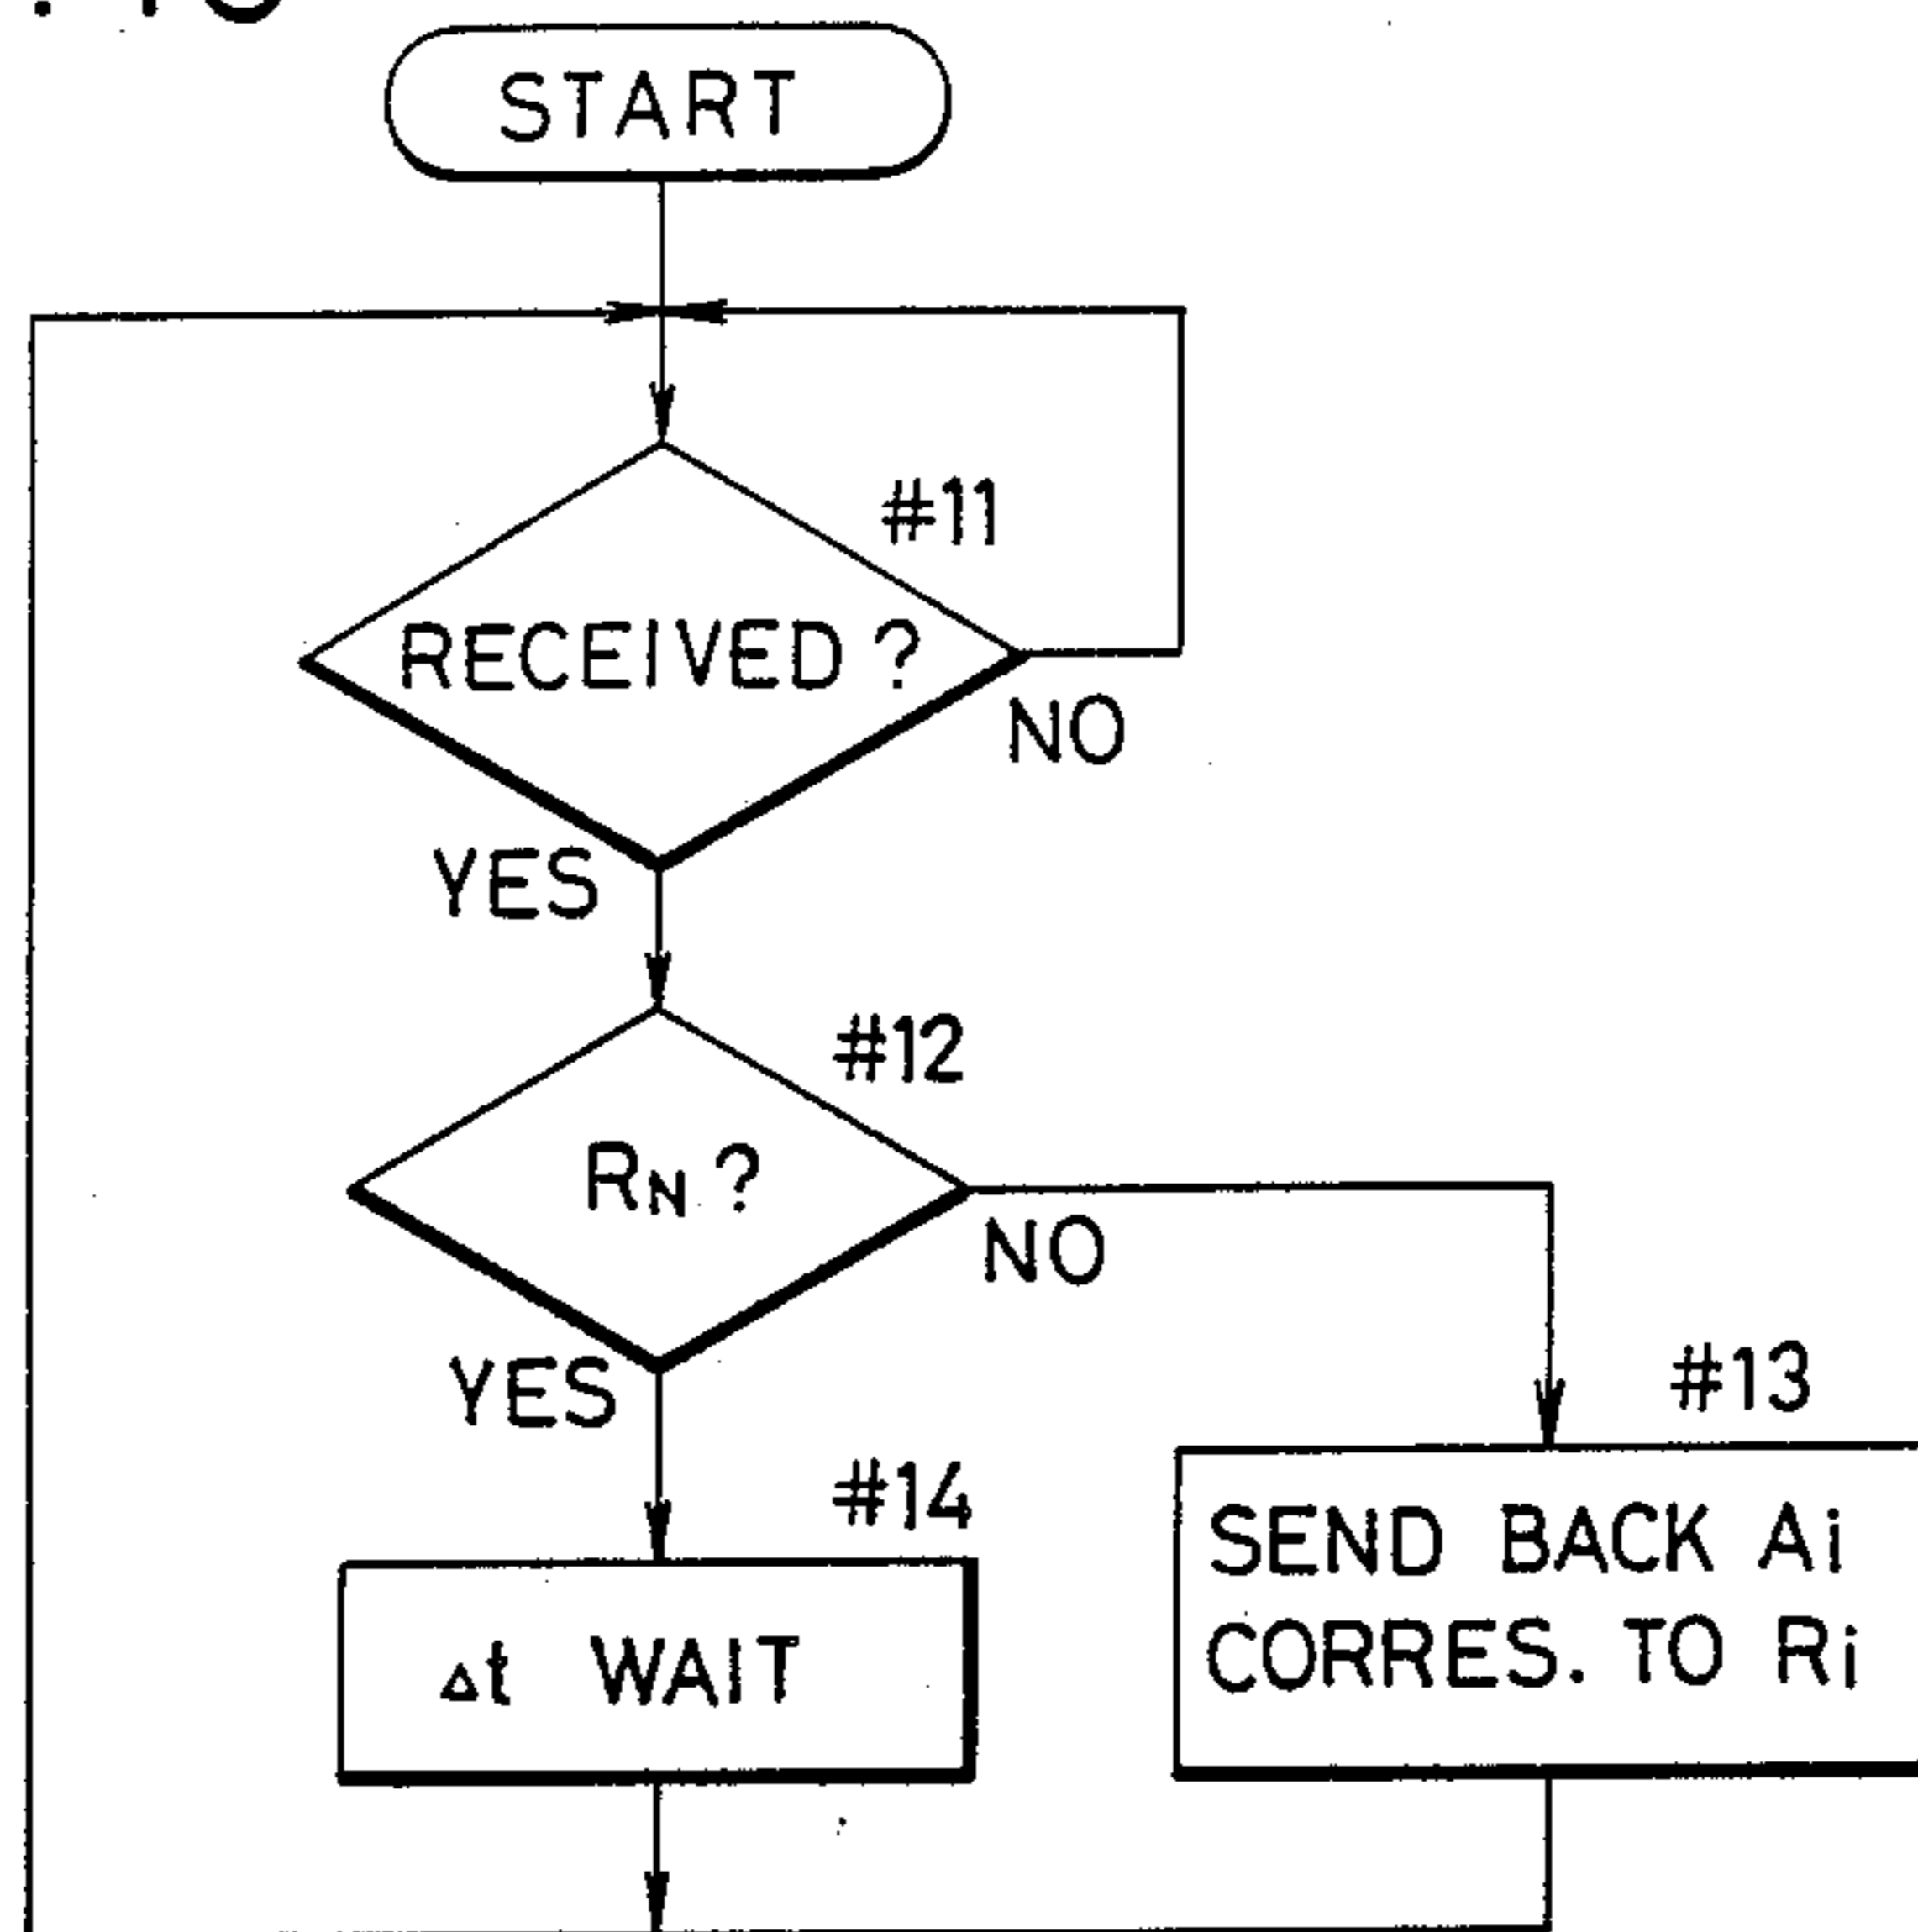 START
#11
RECEIVED ?
NO
YES
#12
RN ?
NO
YES
#13
#14
SEND BACK Ai
CORRES. TO Ri
Δt WAIT